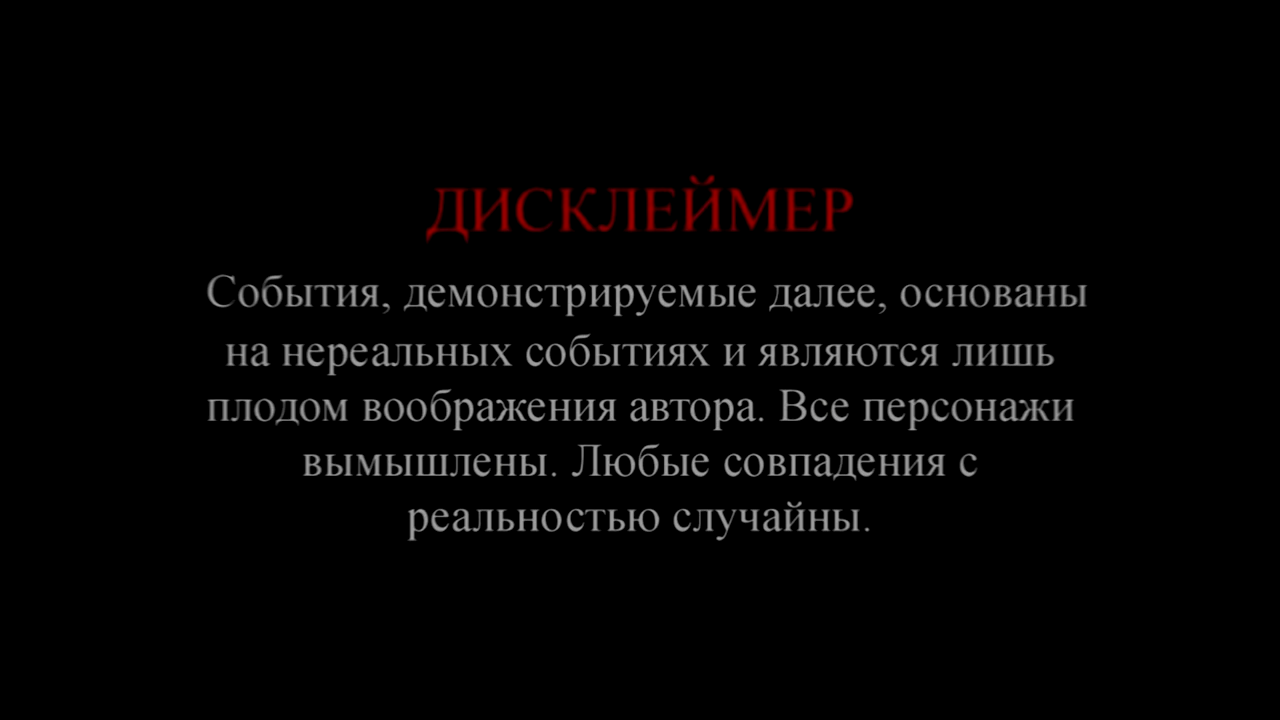 ДИСКЛЕЙМЕР
События, демонстрируемые далее, основаны
на нереальных событиях и являются лишь
плодом воображения автора. Все персонажи
вымышлены. Любые совпадения с
реальностью случайны.